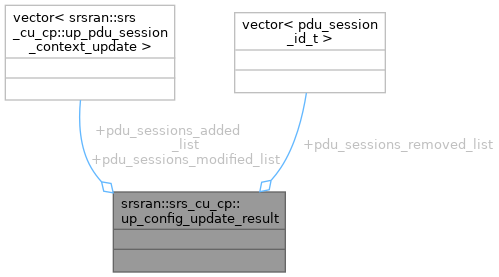 vector< srsran::srs
_cu_cp::up_pdu_session
_context_update >
vector< pdu_session
_id_t >
+pdu_sessions_added
_list
+pdu_sessions_modified_list
+pdu_sessions_removed_list
srsran::srs_cu_cp::
up_config_update_result